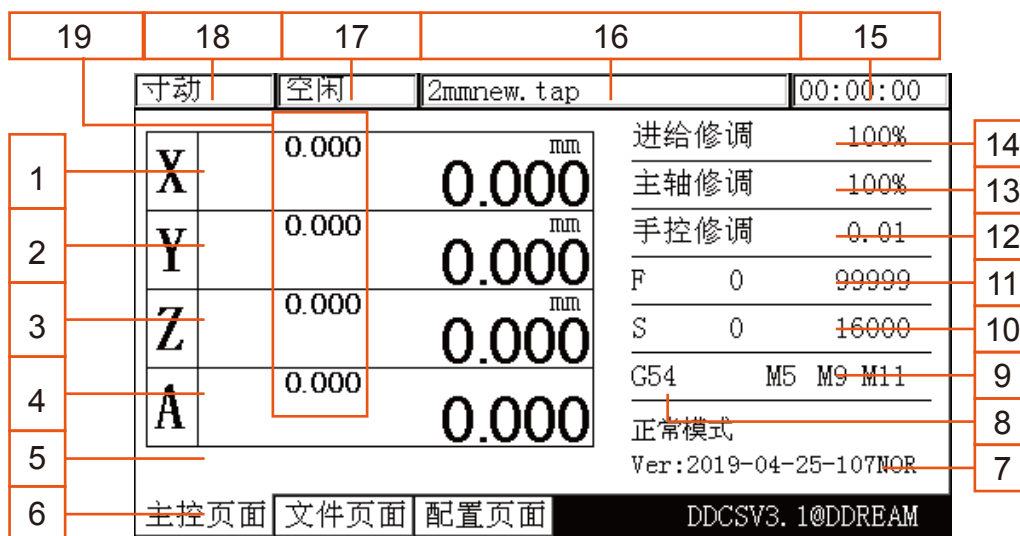 19 18 17 16 15
寸动 空闲 2mmnew.tap 00:00:00
1 X 0.000 mm 0.000
2 Y 0.000 mm 0.000
3 Z 0.000 mm 0.000
4 A 0.000 0.000
5
6
进给修调 100% 14
主轴修调 100% 13
手控修调 0.01 12
F 0 99999 11
S 0 16000 10
G54 M5 M9 M11 9
8
正常模式
Ver:2019-04-25-107NOR 7
主控页面 文件页面 配置页面 DDCSV3.1@DDREAM